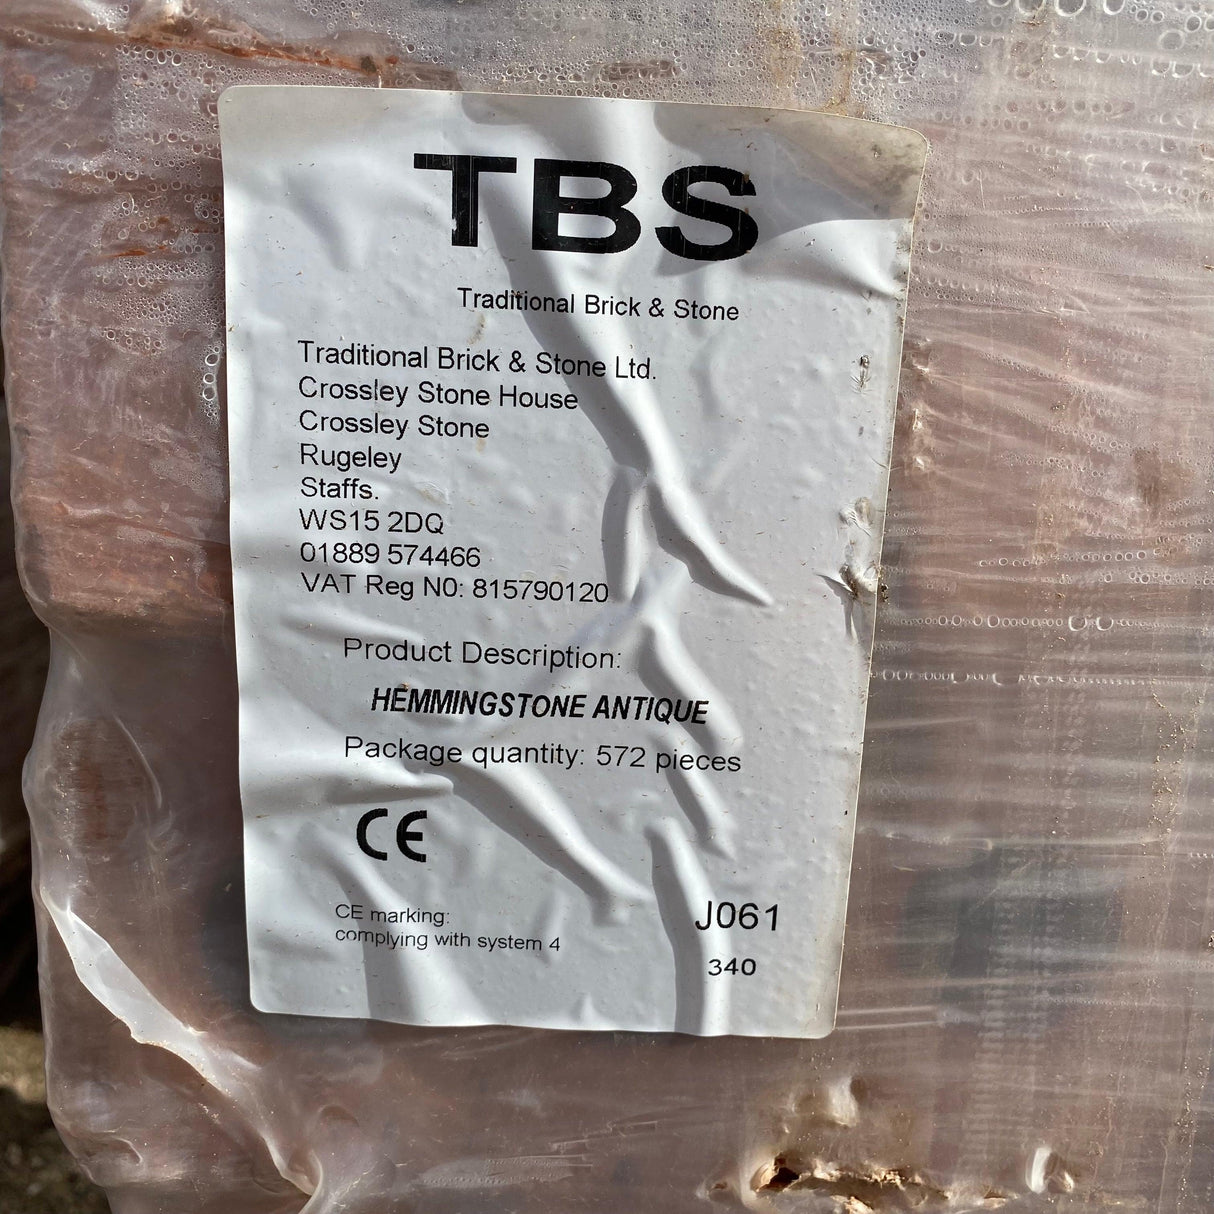 TBS
Traditional Brick & Stone
Traditional Brick & Stone Ltd.
Crossley Stone House
Crossley Stone
Rugeley
Staffs.
WS15 2DQ
01889 574466
VAT Reg N0: 815790120
Product Description:
HEMMINGSTONE ANTIQUE
Package quantity: 572 pieces
CE
CE marking:
complying with system 4
J061
340